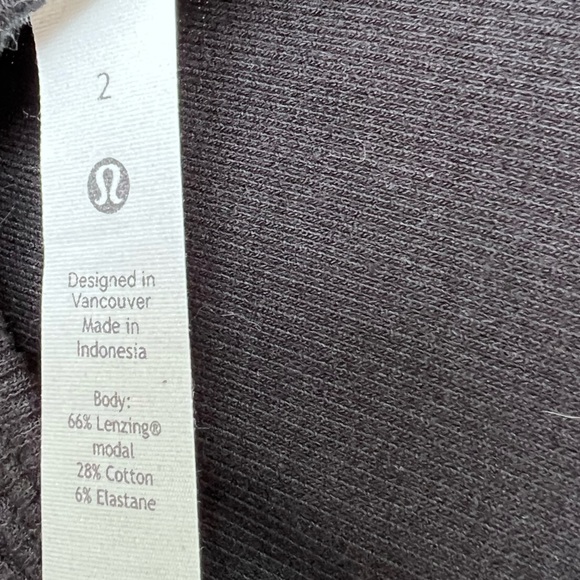 2
Designed in
Vancouver
Made in
Indonesia
Body:
66% Lenzing®
modal
28% Cotton
6% Elastane